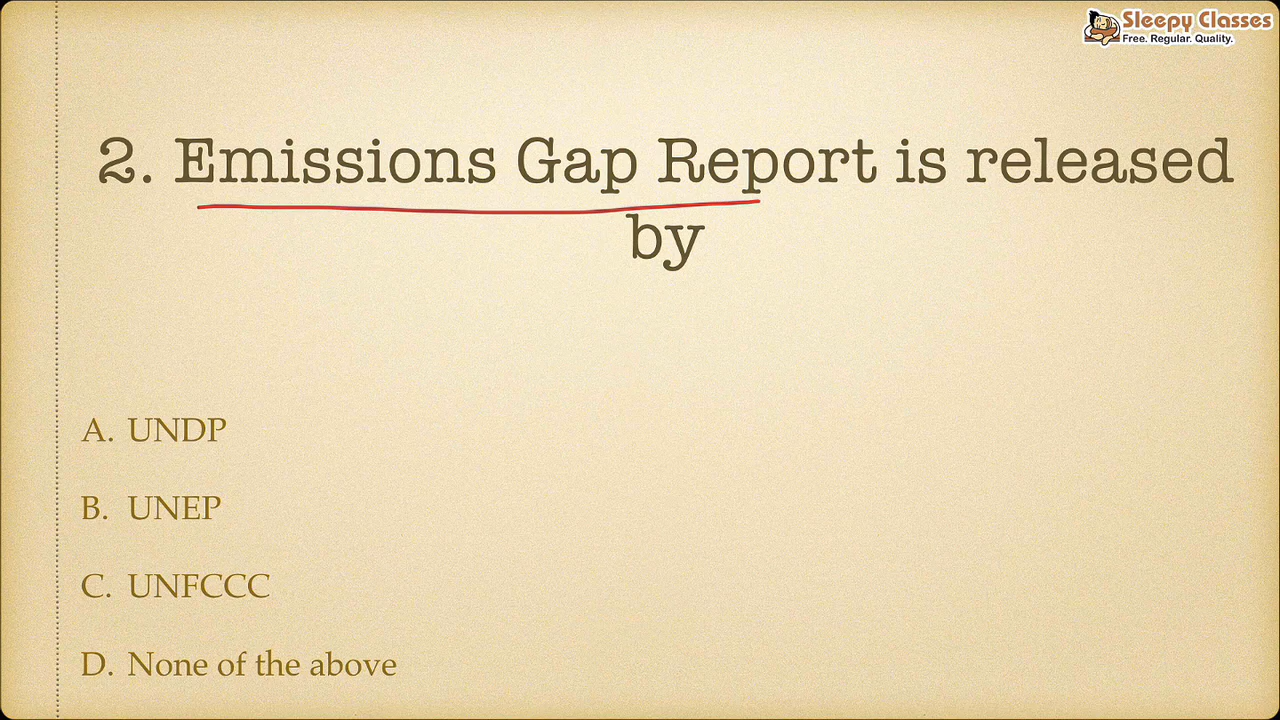 Sleepy Classes
Free. Regular. Quality.
2. Emissions Gap Report is released
by
A. UNDP
B. UNEP
C. UNFCCC
D. None of the above